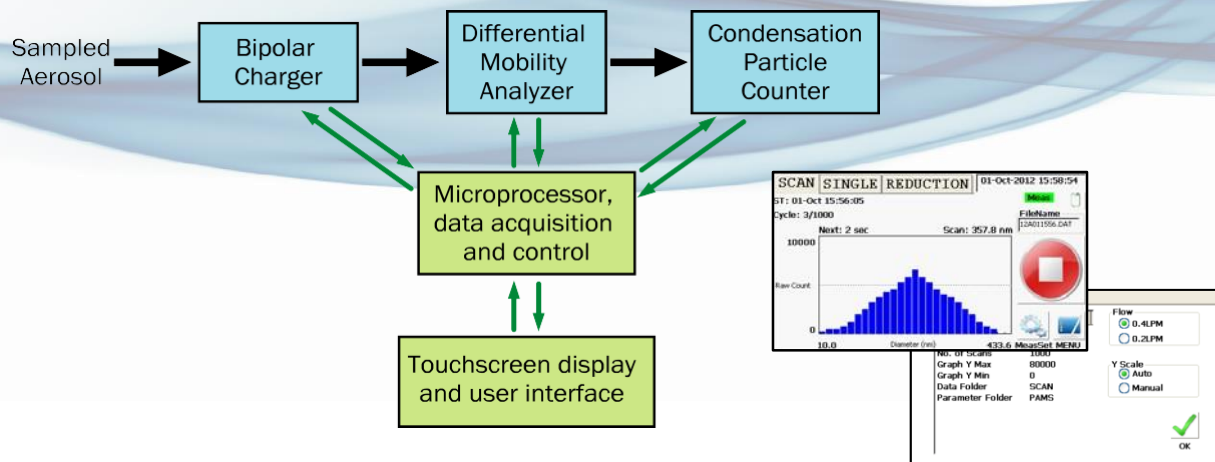 Sampled
Aerosol
Bipolar
Charger
Differential
Mobility
Analyzer
Condensation
Particle
Counter
Microprocessor,
data acquisition
and control
Touchscreen display
and user interface
SCAN SINGLE REDUCTION 01-Oct-2012 15:58:54
ST: 01-Oct 15:56:05
Meas
Cycle: 3/1000
FileName
12A011556.DAT
Next: 2 sec Scan: 357.8 nm
10000
Raw Count
0
10.0 Diameter (nm) 433.6 MeasSet MENU
No. of Scans 1000
Graph Y Max 80000
Graph Y Min 0
Data Folder SCAN
Parameter Folder PAMS
Flow
0.4LPM
0.2LPM
Y Scale
Auto
Manual
OK